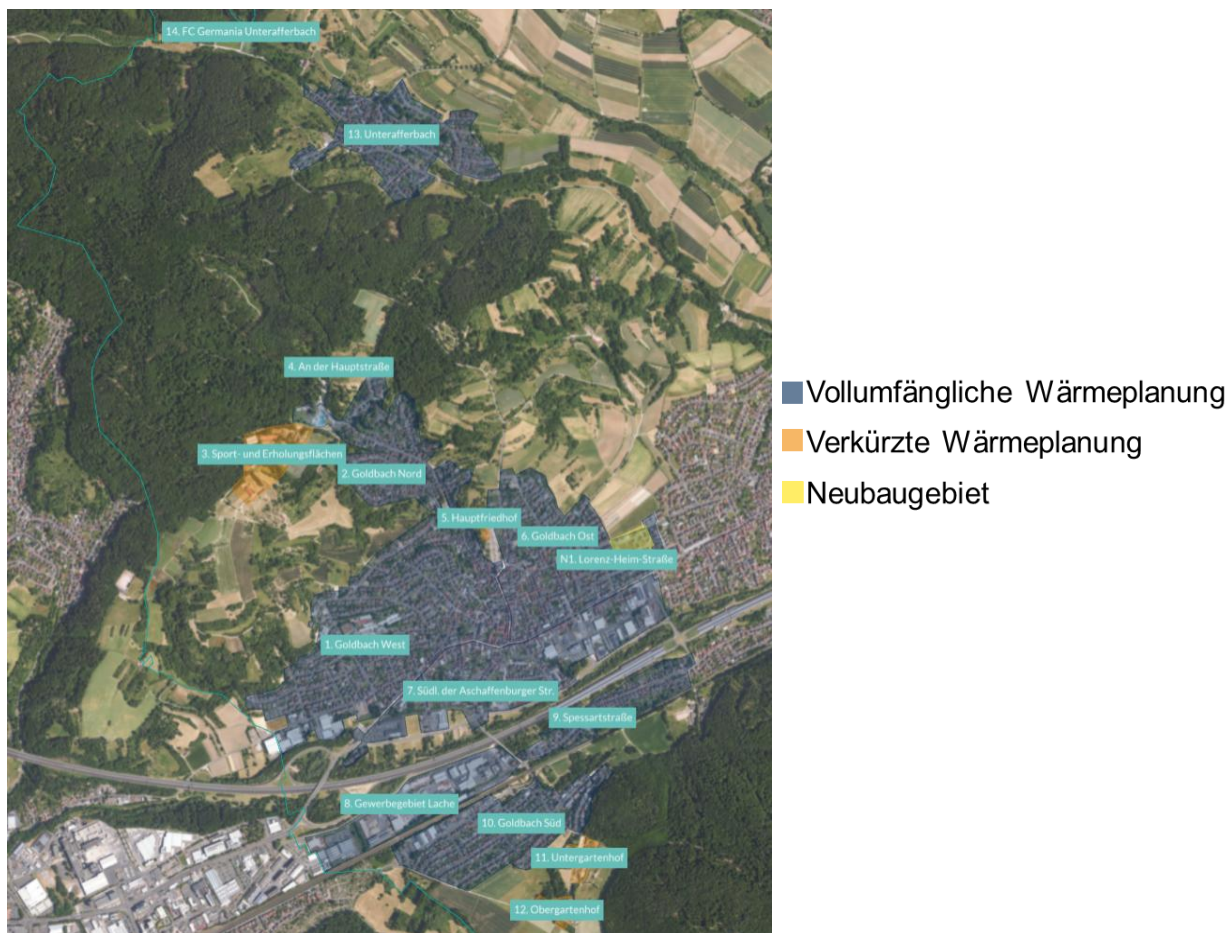 14. FC Germania Unterafferbach
13. Unterafferbach
4. An der Hauptstraße
3. Sport- und Erholungsflächen
2. Goldbach Nord
5. Hauptfriedhof
6. Goldbach Ost
N1. Lorenz-Heim-Straße
1. Goldbach West
7. Südl. der Aschaffenburger Str.
9. Spessartstraße
8. Gewerbegebiet Lache
10. Goldbach Süd
11. Untergartenhof
12. Obergartenhof
Vollumfängliche Wärmeplanung
Verkürzte Wärmeplanung
Neubaugebiet